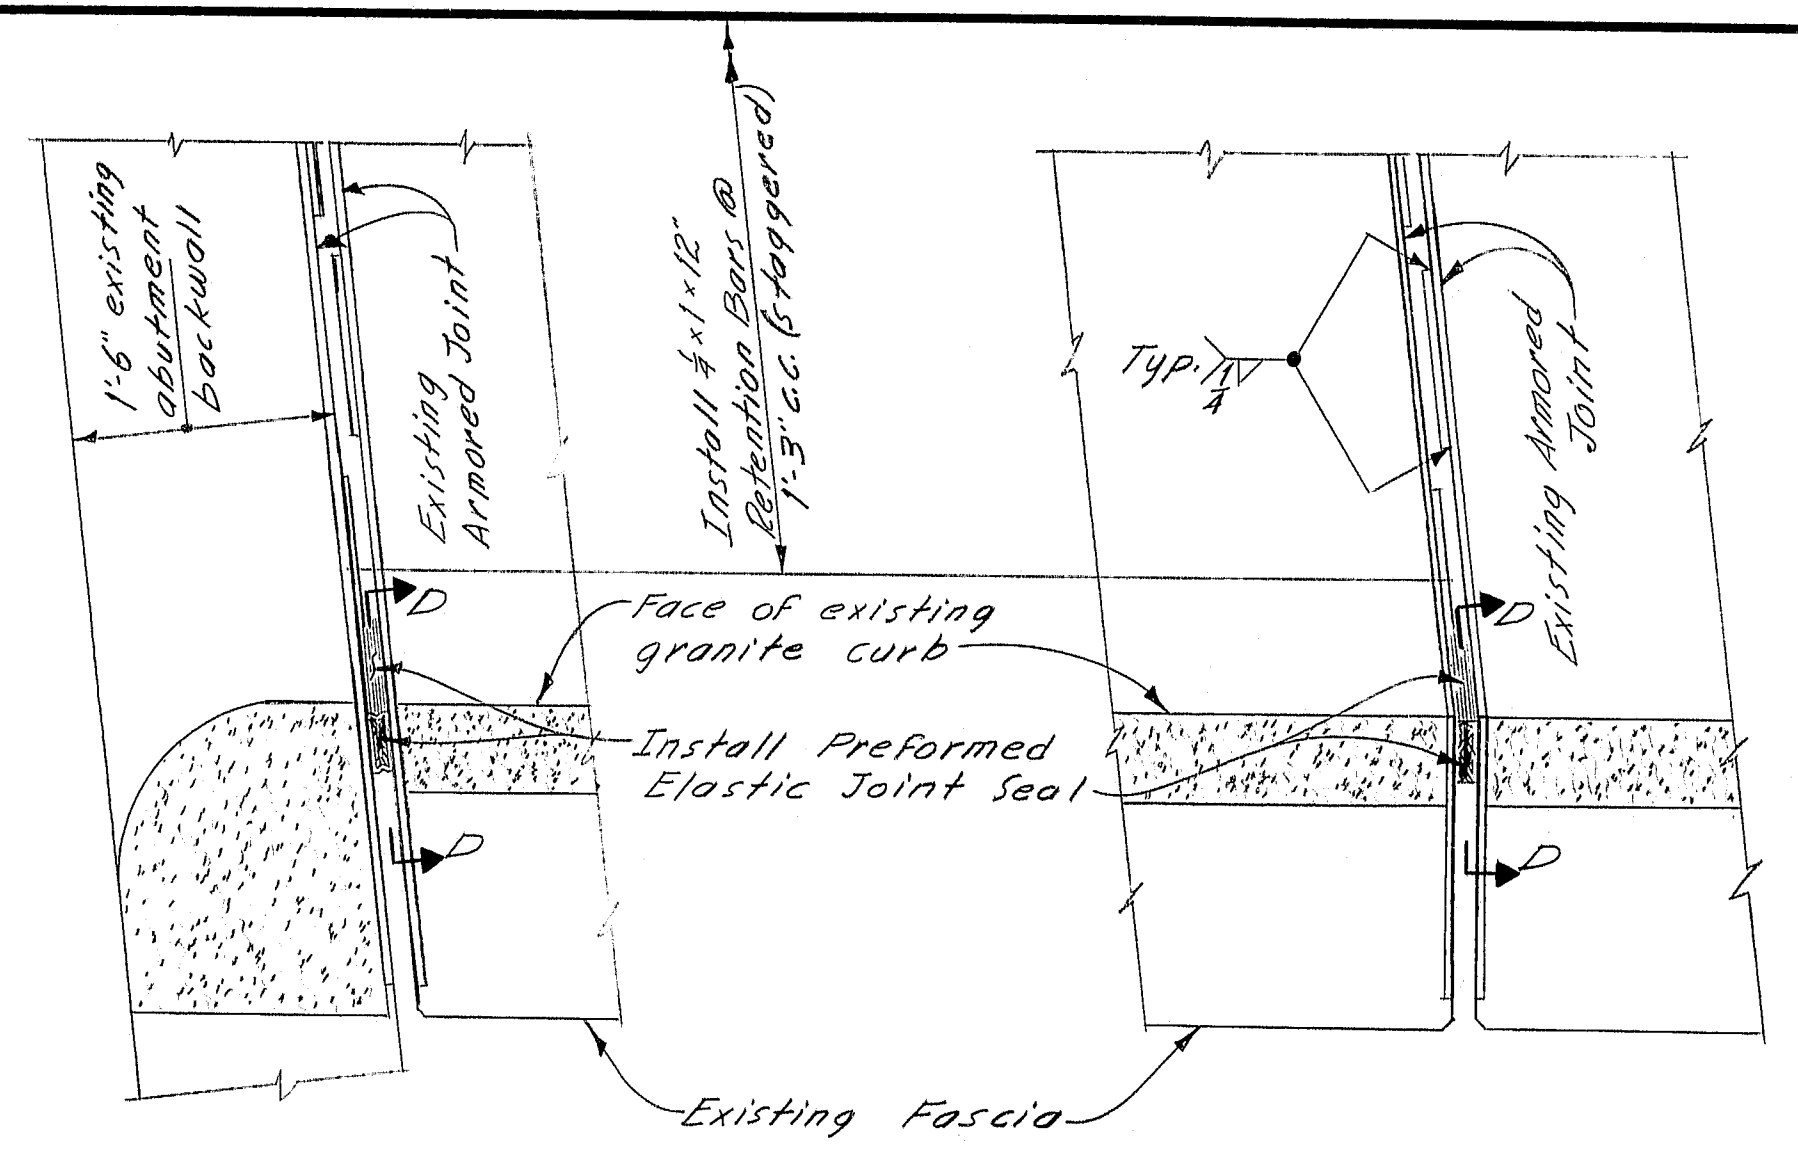 1'-6" existing
abutment
backwall
Existing
Armored Joint
Install 1/4 x 1 x 12"
Retention Bars @
1'-3" c.c. (staggered)
Typ. 1/4
Existing Armored
Joint
D
D
Face of existing
granite curb
Install Preformed
Elastic Joint Seal
D
D
Existing Fascia